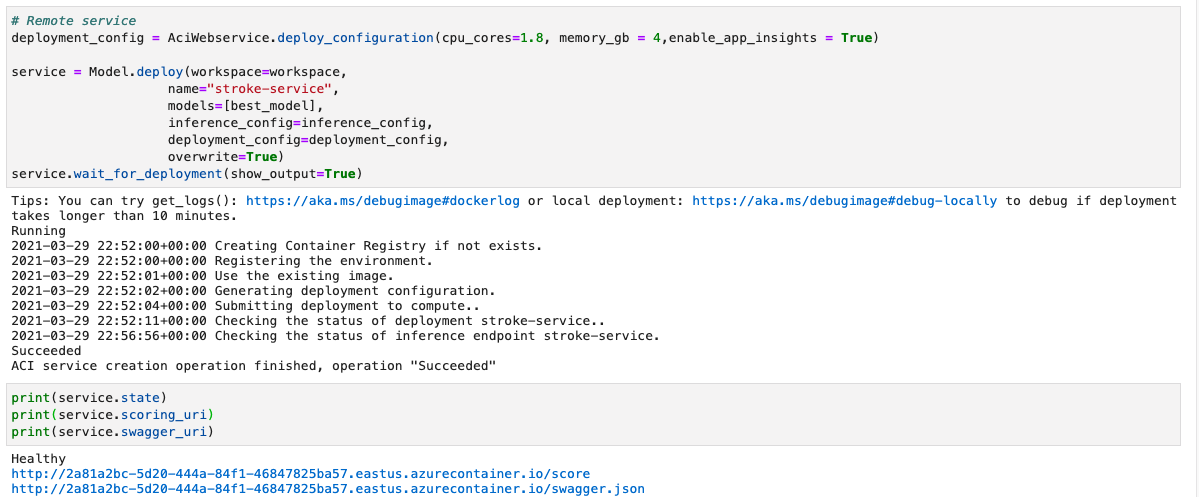 # Remote service
deployment_config = AciWebservice.deploy_configuration(cpu_cores=1.8, memory_gb = 4,enable_app_insights = True)
service = Model.deploy(workspace=workspace,
name="stroke-service",
models=[best_model],
inference_config=inference_config,
deployment_config=deployment_config,
overwrite=True)
service.wait_for_deployment(show_output=True)
Tips: You can try get_logs(): https://aka.ms/debugimage#dockerlog or local deployment: https://aka.ms/debugimage#debug-locally to debug if deployment
takes longer than 10 minutes.
Running
2021-03-29 22:52:00+00:00 Creating Container Registry if not exists.
2021-03-29 22:52:00+00:00 Registering the environment.
2021-03-29 22:52:01+00:00 Use the existing image.
2021-03-29 22:52:02+00:00 Generating deployment configuration.
2021-03-29 22:52:04+00:00 Submitting deployment to compute..
2021-03-29 22:52:11+00:00 Checking the status of deployment stroke-service..
2021-03-29 22:56:56+00:00 Checking the status of inference endpoint stroke-service.
Succeeded
ACI service creation operation finished, operation "Succeeded"
print(service.state)
print(service.scoring_uri)
print(service.swagger_uri)
Healthy
http://2a81a2bc-5d20-444a-84f1-46847825ba57.eastus.azurecontainer.io/score
http://2a81a2bc-5d20-444a-84f1-46847825ba57.eastus.azurecontainer.io/swagger.json